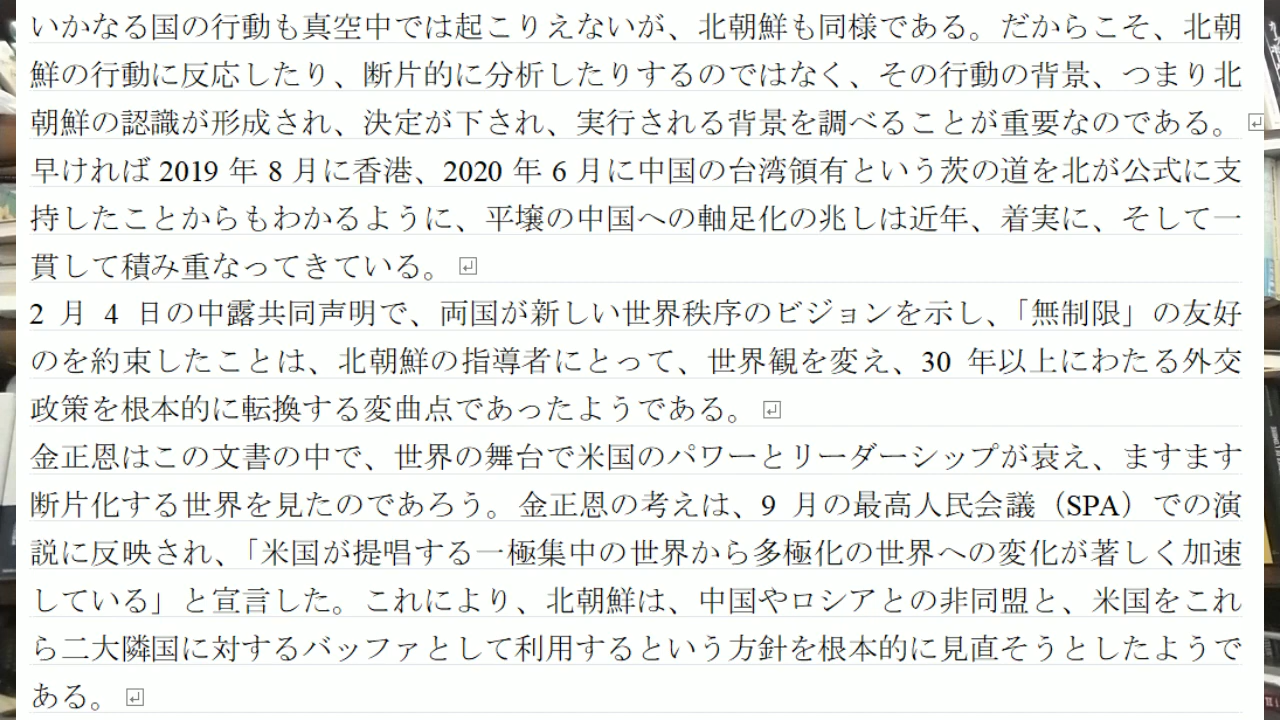 いかなる国の行動も真空中では起こりえないが、北朝鮮も同様である。だからこそ、北朝
鮮の行動に反応したり、断片的に分析したりするのではなく、その行動の背景、つまり北
朝鮮の認識が形成され、決定が下され、実行される背景を調べることが重要なのである。
早ければ 2019 年 8 月に香港、2020 年 6 月に中国の台湾領有という茨の道を北が公式に支
持したことからもわかるように、平壌の中国への軸足化の兆しは近年、着実に、そして一
貫して積み重なってきている。
2 月 4 日の中露共同声明で、両国が新しい世界秩序のビジョンを示し、「無制限」の友好
のを約束したことは、北朝鮮の指導者にとって、世界観を変え、30 年以上にわたる外交
政策を根本的に転換する変曲点であったようである。
金正恩はこの文書の中で、世界の舞台で米国のパワーとリーダーシップが衰え、ますます
断片化する世界を見たのであろう。金正恩の考えは、9 月の最高人民会議（SPA）での演
説に反映され、「米国が提唱する一極集中の世界から多極化の世界への変化が著しく加速
している」と宣言した。これにより、北朝鮮は、中国やロシアとの非同盟と、米国をこれ
ら二大隣国に対するバッファとして利用するという方針を根本的に見直そうとしたようで
ある。